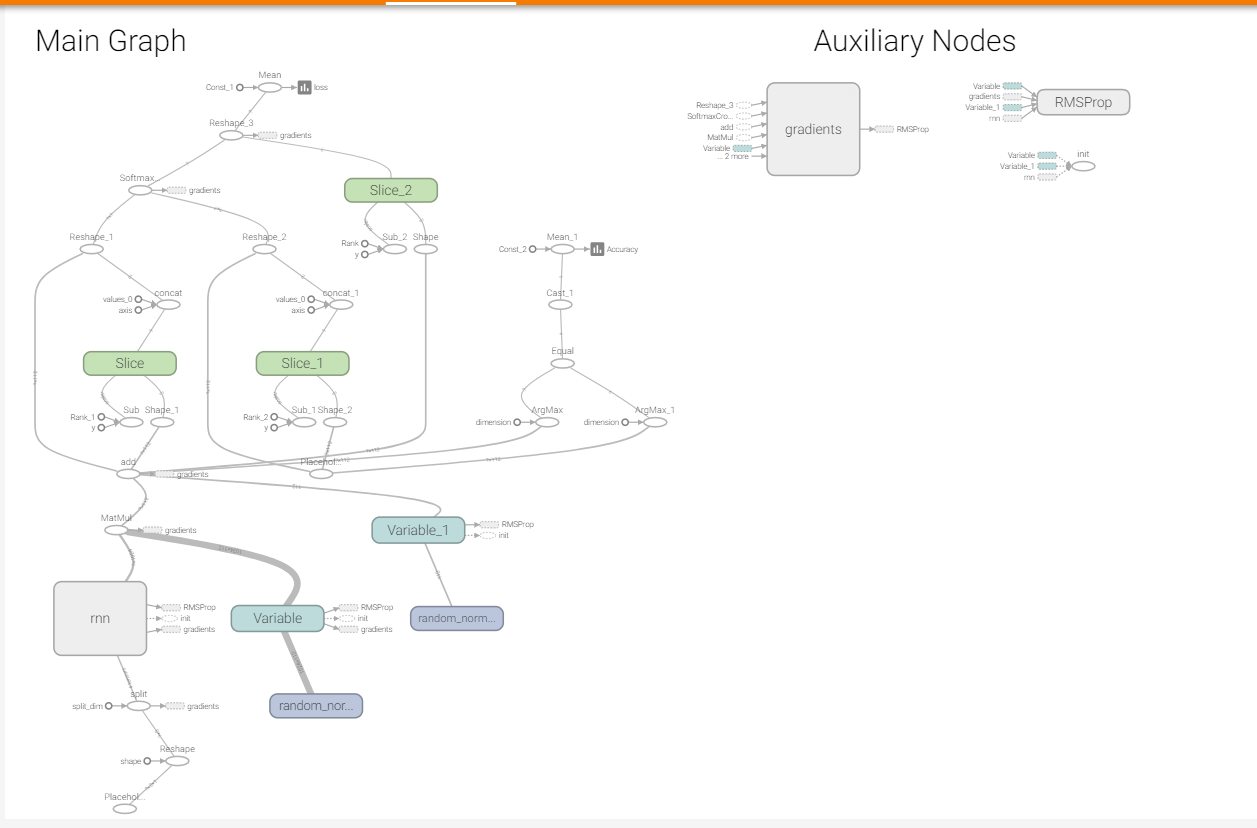 Main Graph
Auxiliary Nodes
Mean
Const_1
loss
Reshape_3
gradients
Softmax...
gradients
Slice_2
Reshape_1
Reshape_2
Rank
Sub_2
Shape
y
Const_2
Mean_1
Accuracy
values_0
concat
axis
values_0
concat_1
axis
Cast_1
Slice
Slice_1
Equal
Rank_1
Sub
Shape_1
y
Rank_2
Sub_1
Shape_2
y
dimension
ArgMax
dimension
ArgMax_1
add
gradients
Placehol...
MatMul
gradients
Variable_1
RMSProp
init
rnn
RMSProp
init
gradients
Variable
RMSProp
init
gradients
random_norm...
split
split_dim
gradients
random_nor...
Reshape
shape
Placehol...
Reshape_3
SoftmaxCro...
add
MatMul
Variable
... 2 more
gradients
RMSProp
Variable
gradients
Variable_1
rnn
RMSProp
Variable
Variable_1
rnn
init